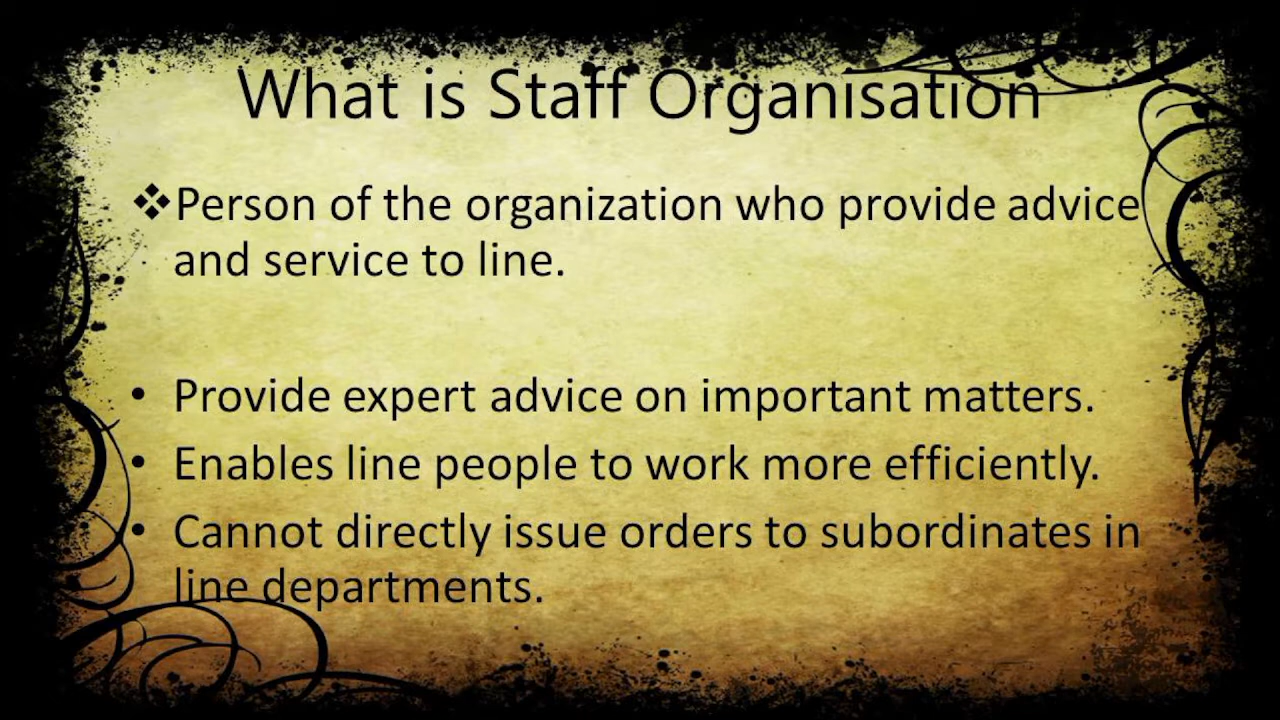 What is Staff Organisation
❖Person of the organization who provide advice
and service to line.
• Provide expert advice on important matters.
• Enables line people to work more efficiently.
• Cannot directly issue orders to subordinates in
line departments.